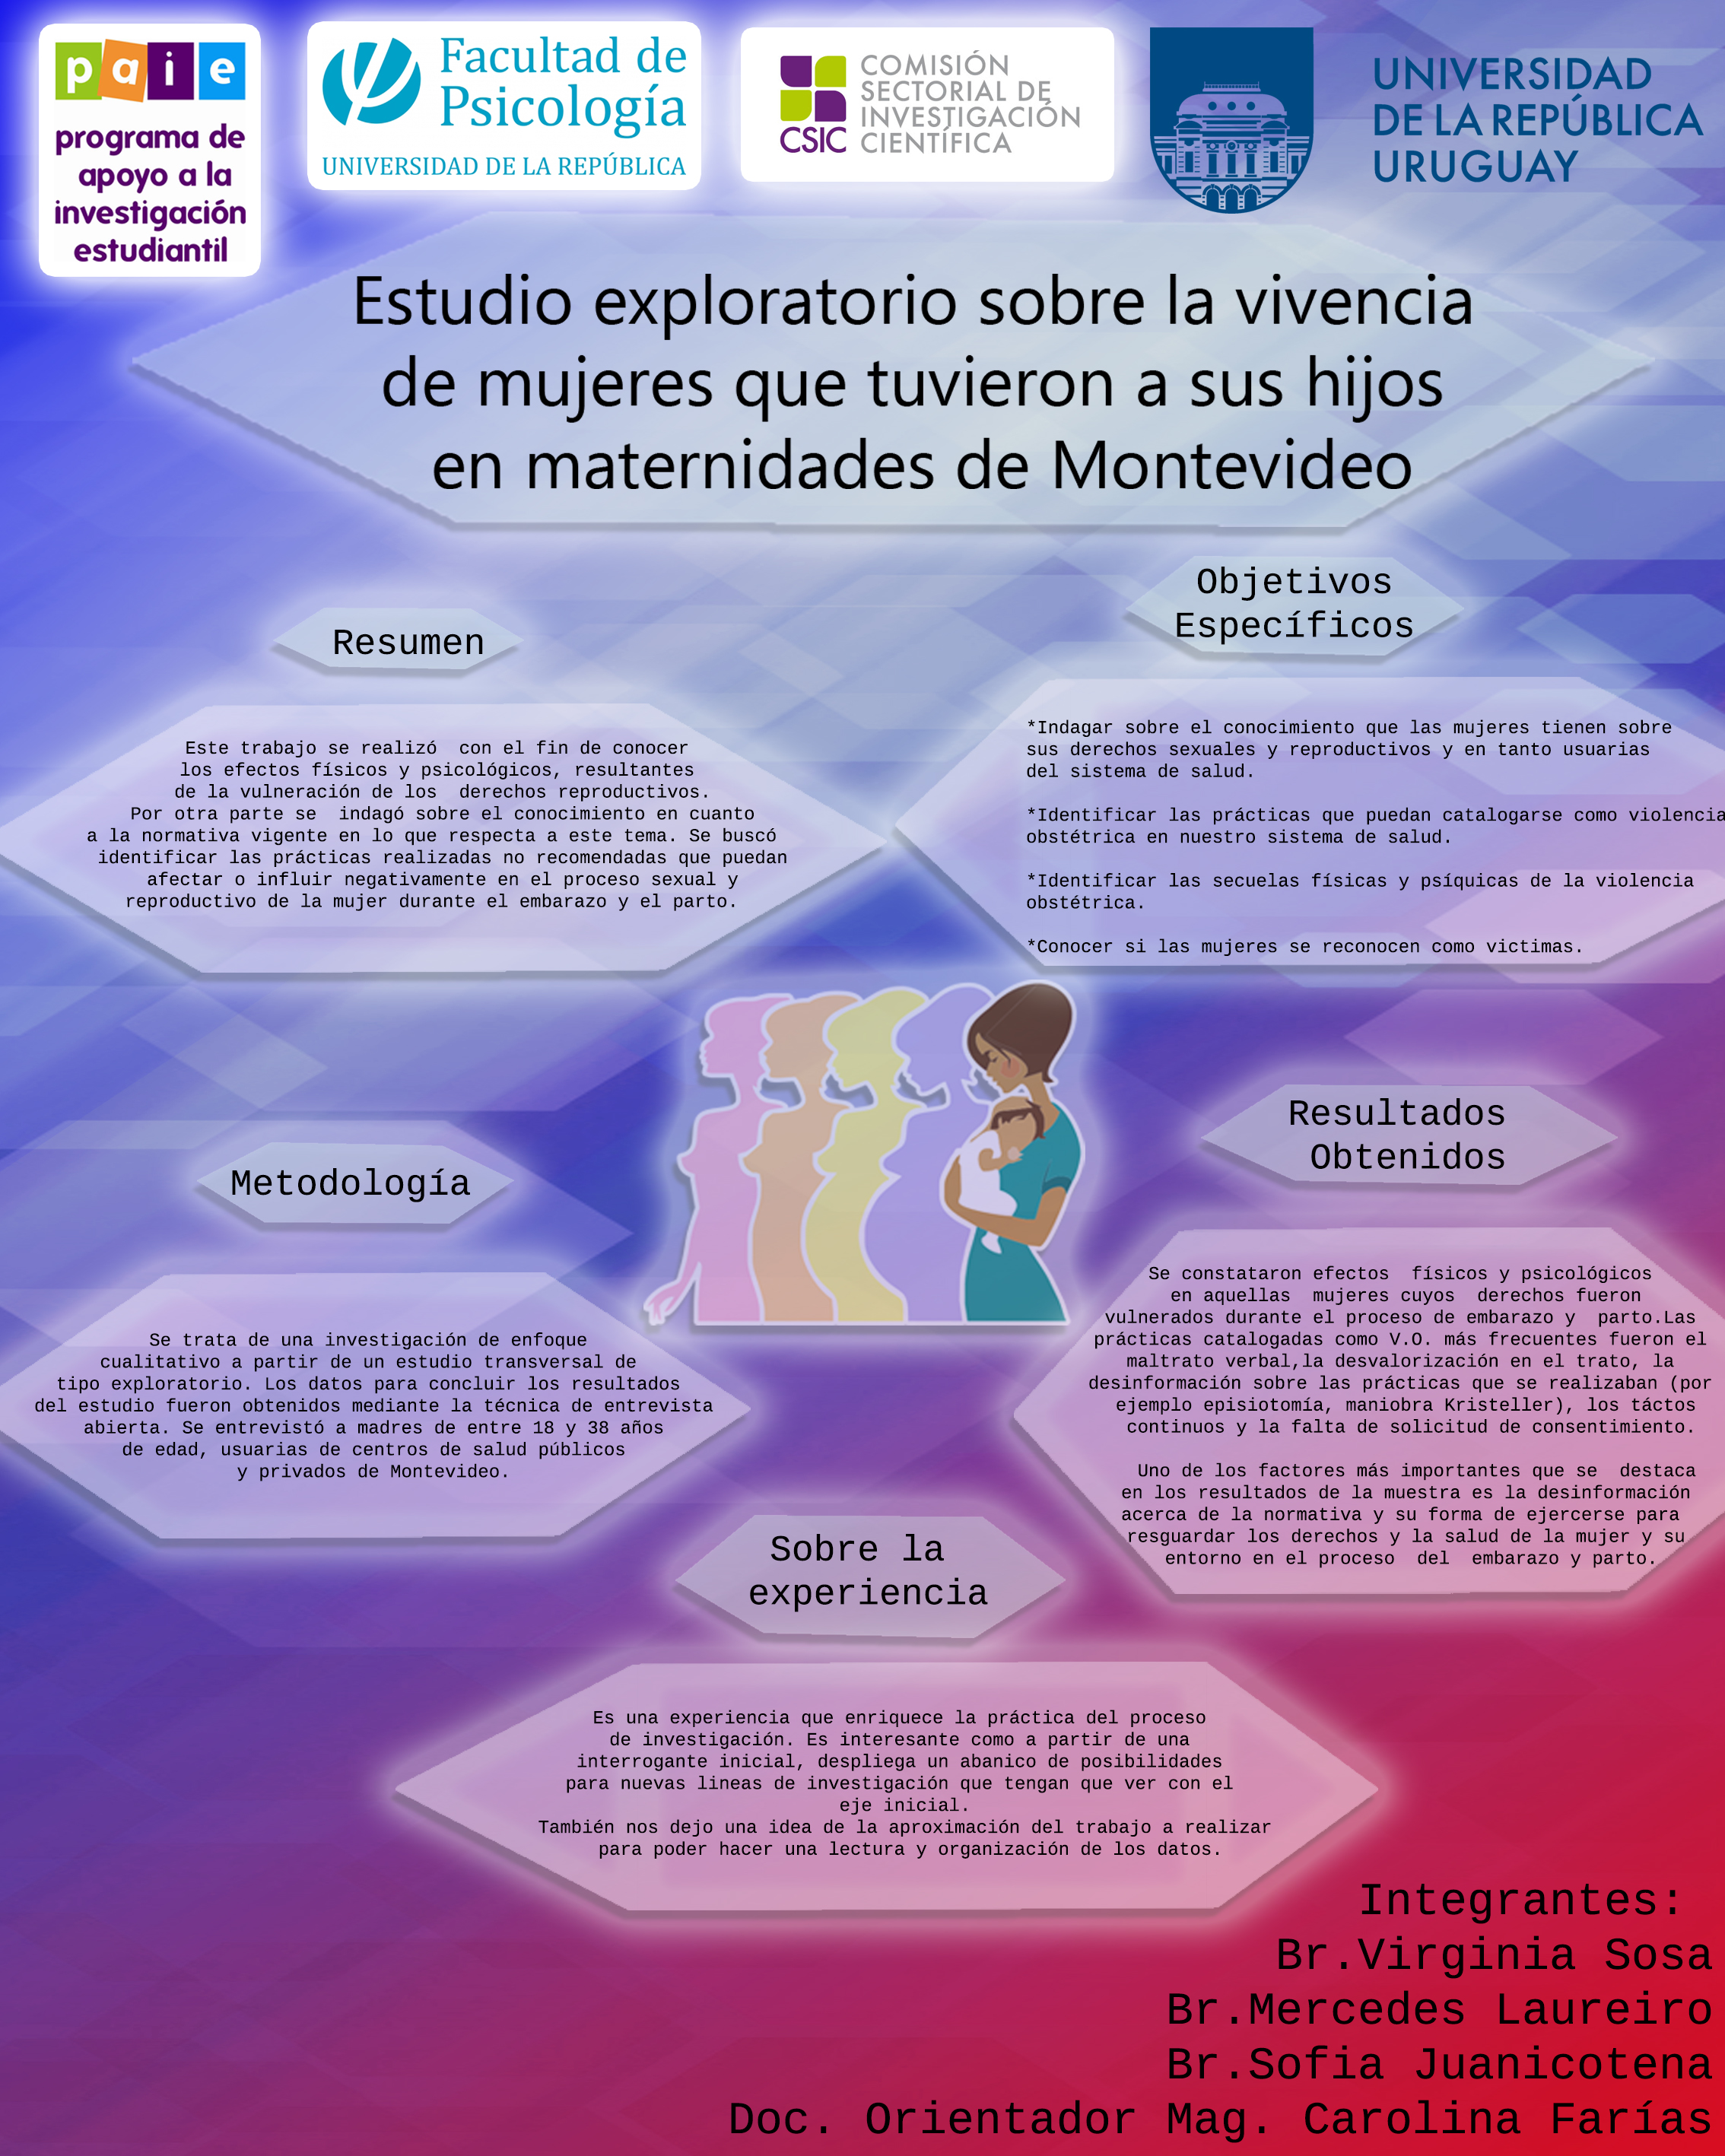 paie
programa de
apoyo a la
investigación
estudiantil
Facultad de
Psicología
UNIVERSIDAD DE LA REPÚBLICA
CSIC
COMISIÓN
SECTORIAL DE
INVESTIGACIÓN
CIENTÍFICA
UNIVERSIDAD
DE LA REPÚBLICA
URUGUAY
Estudio exploratorio sobre la vivencia
de mujeres que tuvieron a sus hijos
en maternidades de Montevideo
Resumen
Este trabajo se realizó con el fin de conocer
los efectos físicos y psicológicos, resultantes
de la vulneración de los derechos reproductivos.
Por otra parte se indagó sobre el conocimiento en cuanto
a la normativa vigente en lo que respecta a este tema. Se buscó
identificar las prácticas realizadas no recomendadas que puedan
afectar o influir negativamente en el proceso sexual y
reproductivo de la mujer durante el embarazo y el parto.
Objetivos
Específicos
*Indagar sobre el conocimiento que las mujeres tienen sobre
sus derechos sexuales y reproductivos y en tanto usuarias
del sistema de salud.
*Identificar las prácticas que puedan catalogarse como violencia
obstétrica en nuestro sistema de salud.
*Identificar las secuelas físicas y psíquicas de la violencia
obstétrica.
*Conocer si las mujeres se reconocen como victimas.
Metodología
Se trata de una investigación de enfoque
cualitativo a partir de un estudio transversal de
tipo exploratorio. Los datos para concluir los resultados
del estudio fueron obtenidos mediante la técnica de entrevista
abierta. Se entrevistó a madres de entre 18 y 38 años
de edad, usuarias de centros de salud públicos
y privados de Montevideo.
Resultados
Obtenidos
Se constataron efectos físicos y psicológicos
en aquellas mujeres cuyos derechos fueron
vulnerados durante el proceso de embarazo y parto.Las
prácticas catalogadas como V.O. más frecuentes fueron el
maltrato verbal,la desvalorización en el trato, la
desinformación sobre las prácticas que se realizaban (por
ejemplo episiotomía, maniobra Kristeller), los táctos
continuos y la falta de solicitud de consentimiento.
Uno de los factores más importantes que se destaca
en los resultados de la muestra es la desinformación
acerca de la normativa y su forma de ejercerse para
resguardar los derechos y la salud de la mujer y su
entorno en el proceso del embarazo y parto.
Sobre la
experiencia
Es una experiencia que enriquece la práctica del proceso
de investigación. Es interesante como a partir de una
interrogante inicial, despliega un abanico de posibilidades
para nuevas lineas de investigación que tengan que ver con el
eje inicial.
También nos dejo una idea de la aproximación del trabajo a realizar
para poder hacer una lectura y organización de los datos.
Integrantes:
Br.Virginia Sosa
Br.Mercedes Laureiro
Br.Sofia Juanicotena
Doc. Orientador Mag. Carolina Farías